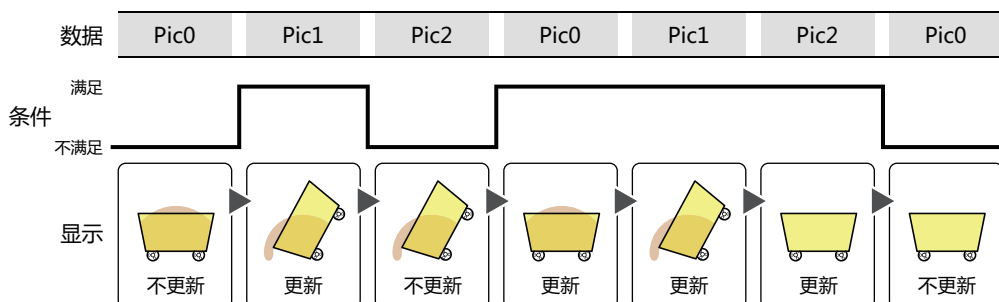 数据 Pic0 Pic1 Pic2 Pic0 Pic1 Pic2 Pic0
满足
条件
不满足
显示
不更新 更新 不更新 更新 更新 更新 不更新